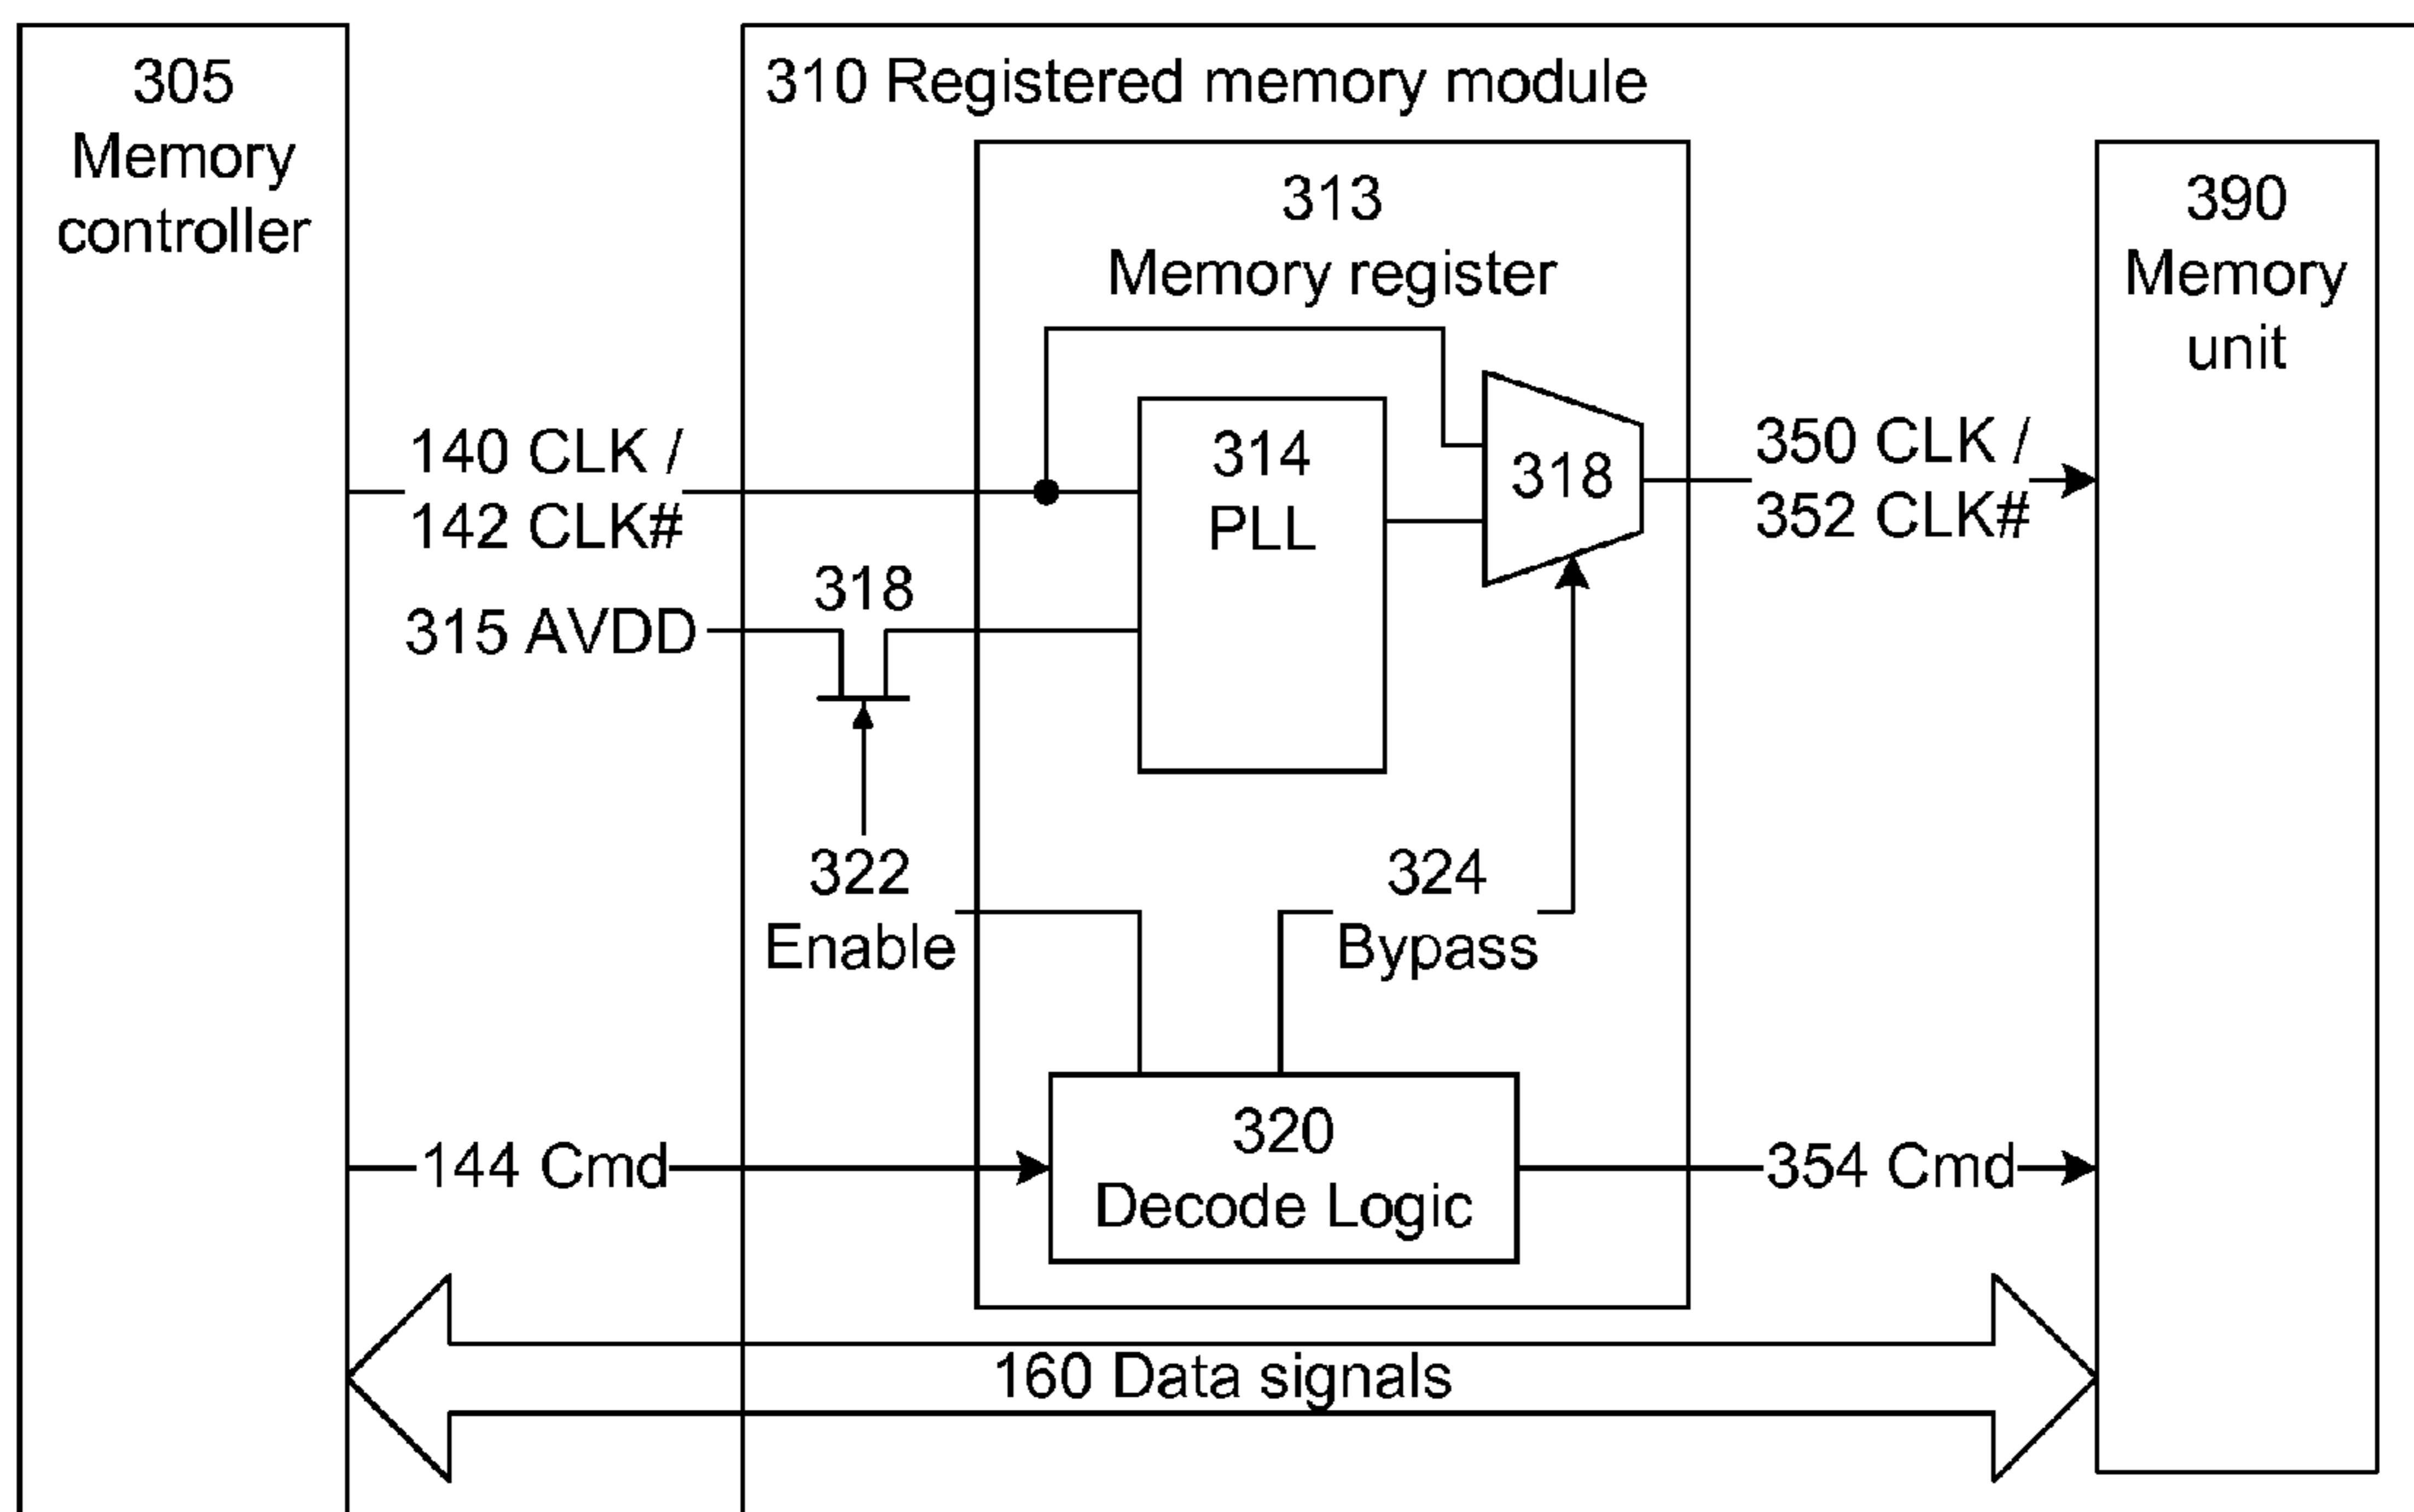 305
Memory
controller
310 Registered memory module
313
Memory register
390
Memory
unit
140 CLK /
142 CLK#
314
PLL
318
350 CLK /
352 CLK#
318
315 AVDD
322
Enable
324
Bypass
144 Cmd
320
Decode Logic
354 Cmd
160 Data signals